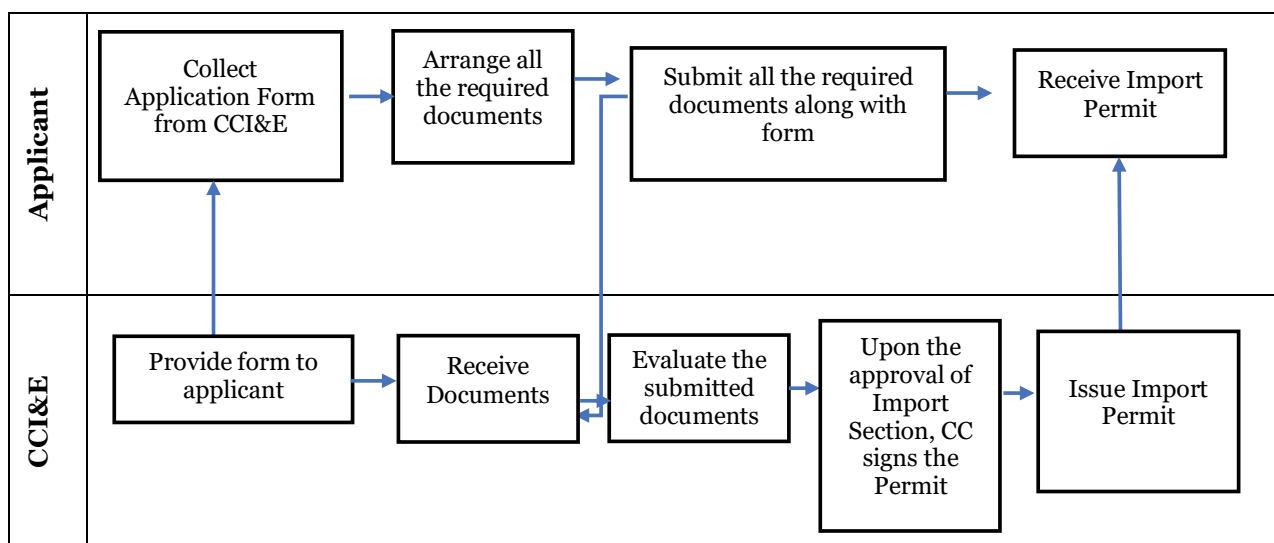 Applicant
Collect
Application Form
from CCI&E
Arrange all
the required
documents
Submit all the required
documents along with
form
Receive Import
Permit
CCI&E
Provide form to
applicant
Receive
Documents
Evaluate the
submitted
documents
Upon the
approval of
Import
Section, CC
signs the
Permit
Issue Import
Permit